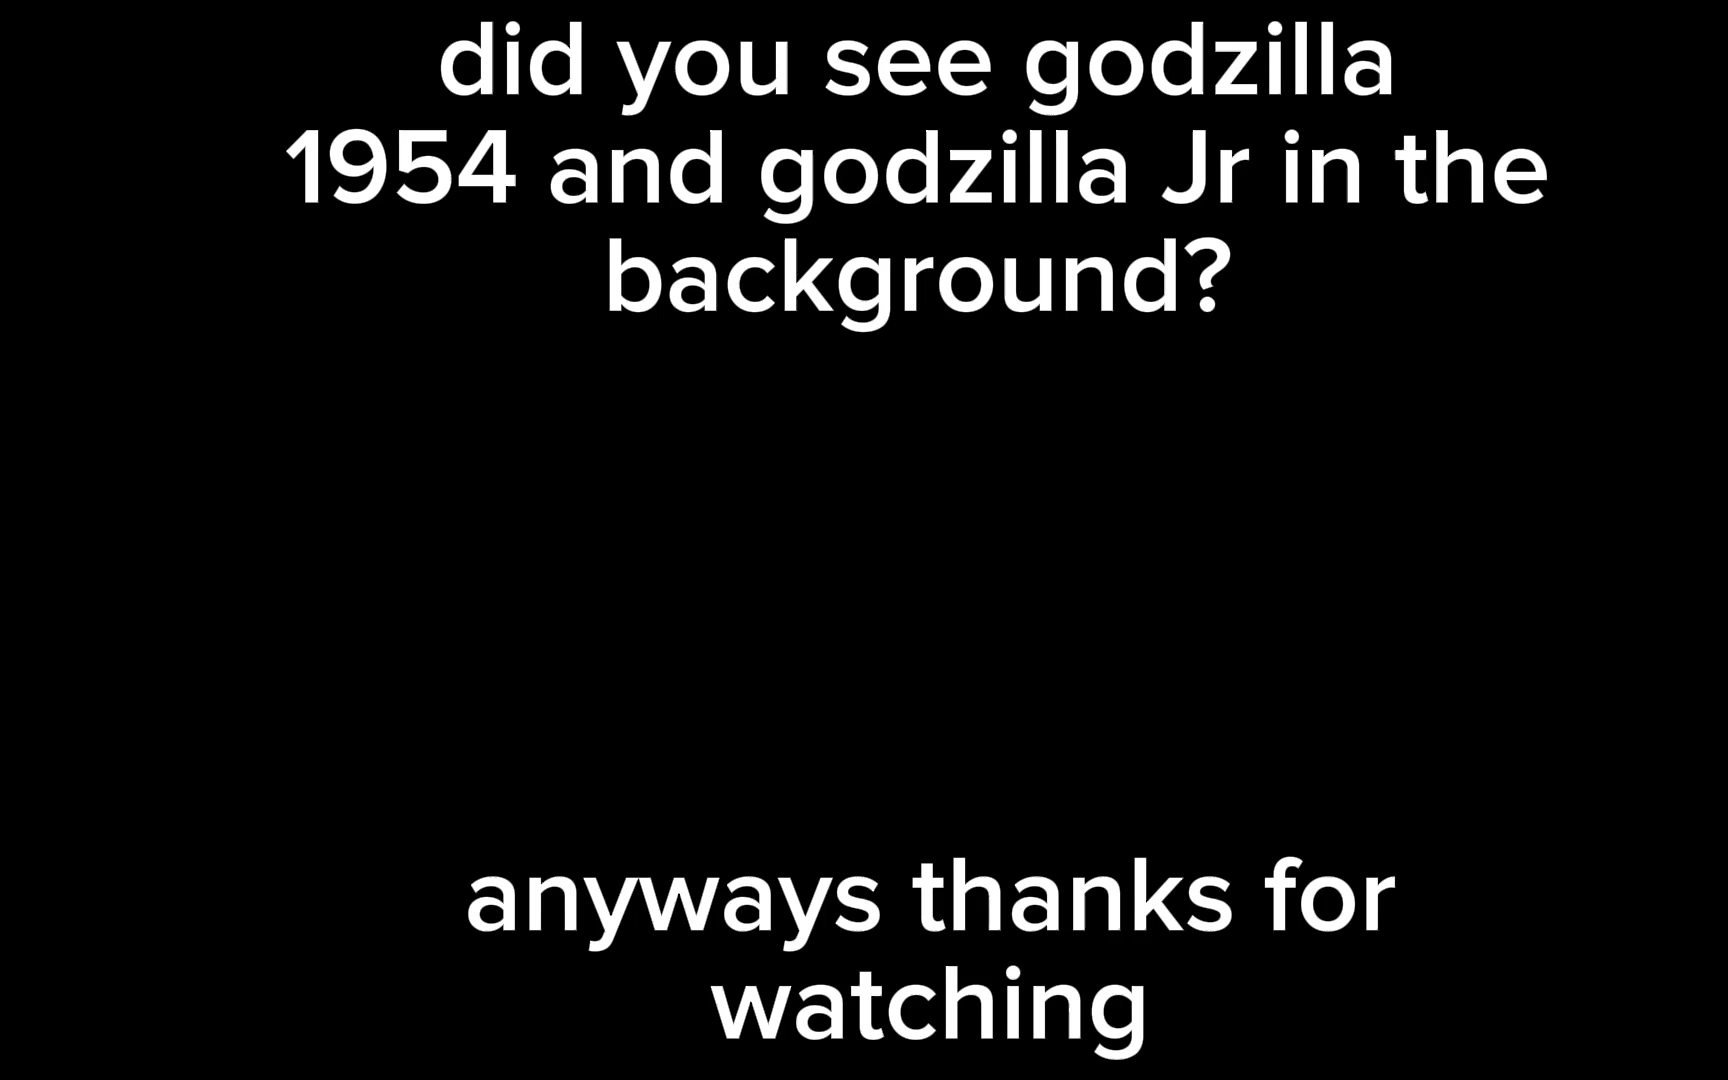 did you see godzilla
1954 and godzilla Jr in the
background?
anyways thanks for
watching